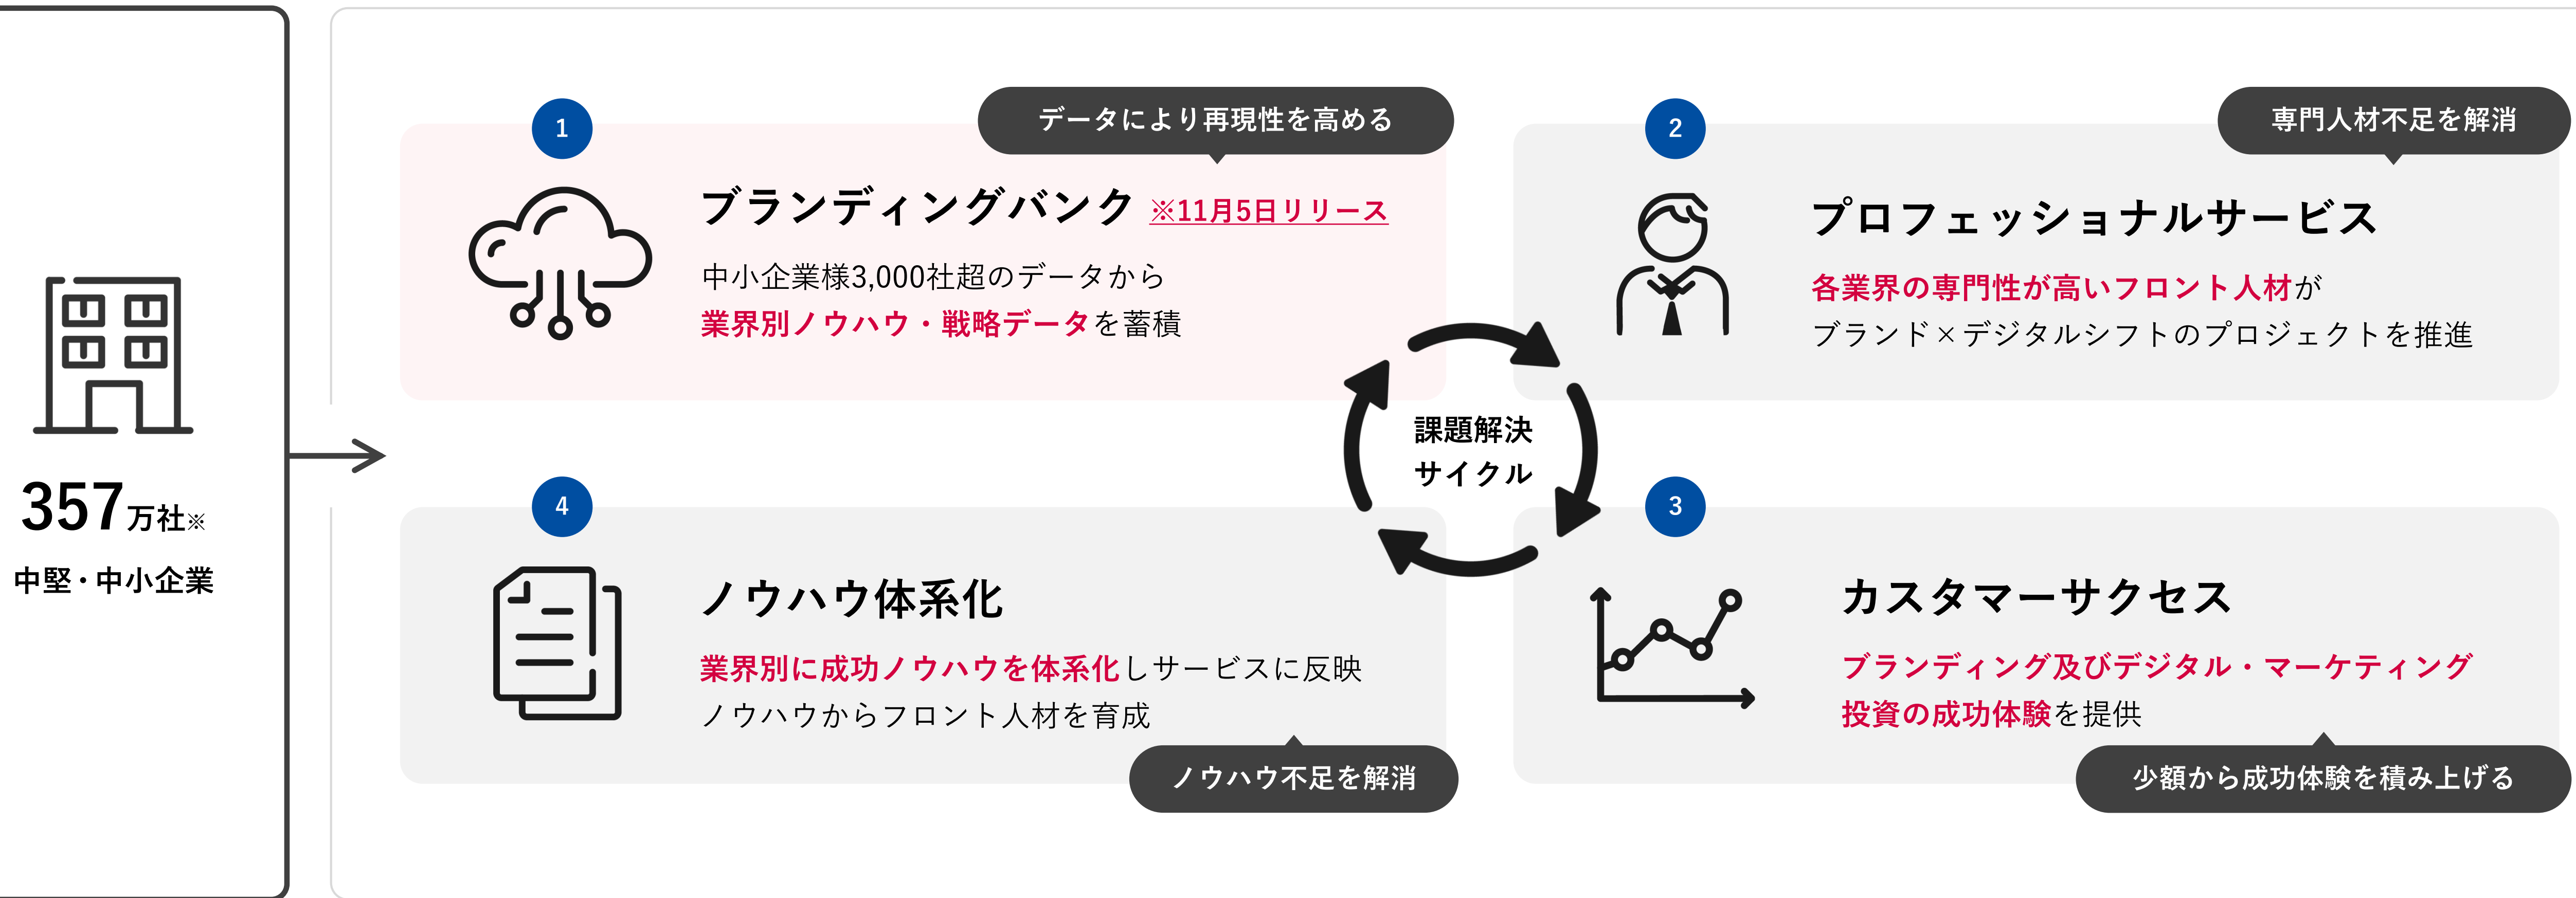 357万社※
中堅・中小企業
1
データにより再現性を高める
ブランディングバンク ※11月5日リリース
中小企業様3,000社超のデータから
業界別ノウハウ・戦略データを蓄積
2
専門人材不足を解消
プロフェッショナルサービス
各業界の専門性が高いフロント人材が
ブランド×デジタルシフトのプロジェクトを推進
課題解決
サイクル
3
カスタマーサクセス
ブランディング及びデジタル・マーケティング
投資の成功体験を提供
少額から成功体験を積み上げる
4
ノウハウ体系化
業界別に成功ノウハウを体系化しサービスに反映
ノウハウからフロント人材を育成
ノウハウ不足を解消